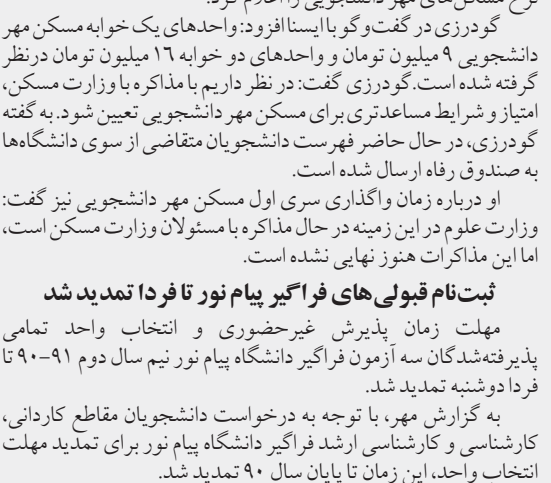 نرخ مسکن‌های مهر دانشجویی را اعلام کرد.
گودرزی در گفت‌وگو با ایسنا افزود: واحدهای یک خوابه مسکن مهر
دانشجویی ۹ میلیون تومان و واحدهای دو خوابه ۱۶ میلیون تومان درنظر
گرفته شده است.گودرزی گفت: در نظر داریم با مذاکره با وزارت مسکن،
امتیاز و شرایط مساعدتری برای مسکن مهر دانشجویی تعیین شود. به گفته
گودرزی، در حال حاضر فهرست دانشجویان متقاضی از سوی دانشگاه‌ها
به صندوق رفاه ارسال شده است.
او درباره زمان واگذاری سری اول مسکن مهر دانشجویی نیز گفت:
وزارت علوم در این زمینه در حال مذاکره با مسئولان وزارت مسکن است،
اما این مذاکرات هنوز نهایی نشده است.
ثبت‌نام قبولی‌های فراگیر پیام نور تا فردا تمدید شد
مهلت زمان پذیرش غیرحضوری و انتخاب واحد تمامی
پذیرفته‌شدگان سه آزمون فراگیر دانشگاه پیام نور نیم سال دوم ۹۱-۹۰ تا
فردا دوشنبه تمدید شد.
به گزارش مهر، با توجه به درخواست دانشجویان مقاطع کاردانی،
کارشناسی و کارشناسی ارشد فراگیر دانشگاه پیام نور برای تمدید مهلت
انتخاب واحد، این زمان تا پایان سال ۹۰ تمدید شد.